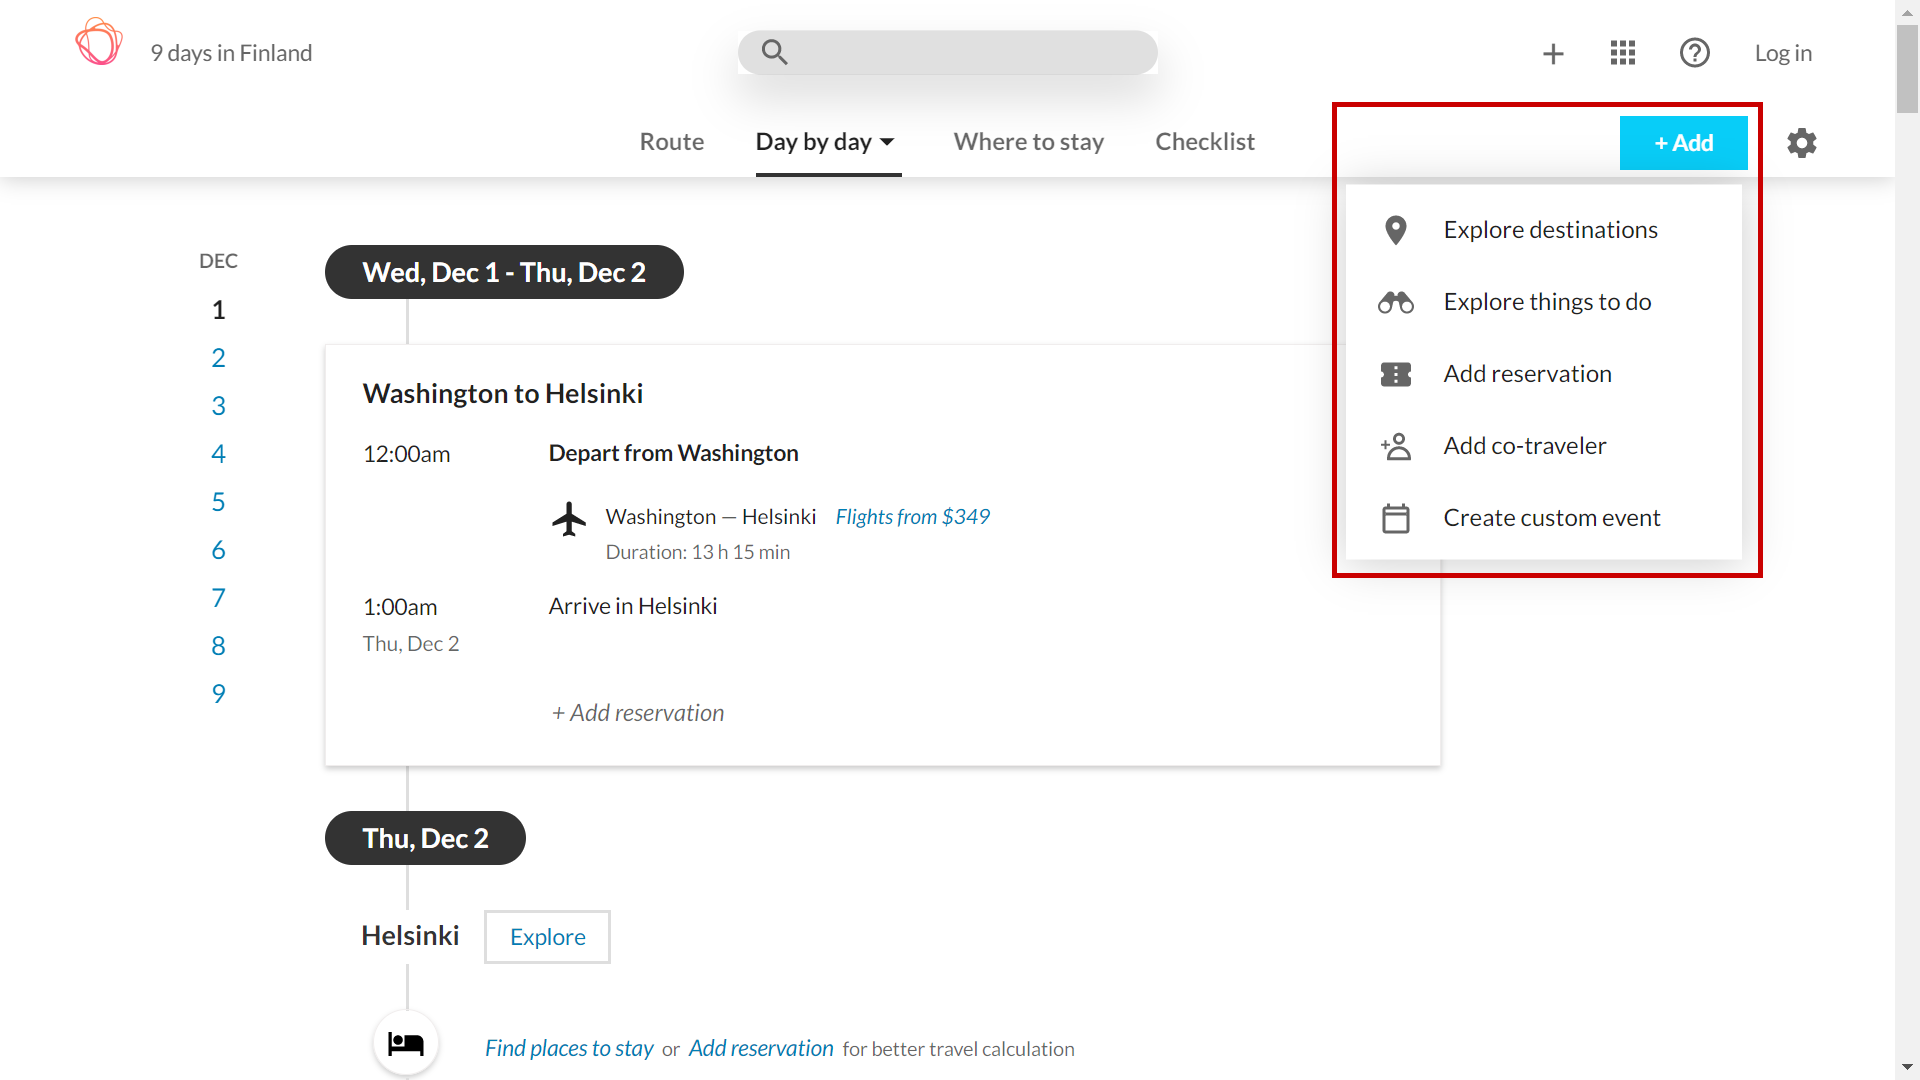 9 days in Finland
Log in
Route
Day by day
Where to stay
Checklist
+ Add
Explore destinations
Explore things to do
Add reservation
Add co-traveler
Create custom event
DEC
1
2
3
4
5
6
7
8
9
Wed, Dec 1 - Thu, Dec 2
Washington to Helsinki
12:00am
Depart from Washington
Washington — Helsinki Flights from $349
Duration: 13 h 15 min
1:00am
Arrive in Helsinki
Thu, Dec 2
+ Add reservation
Thu, Dec 2
Helsinki
Explore
Find places to stay or Add reservation for better travel calculation